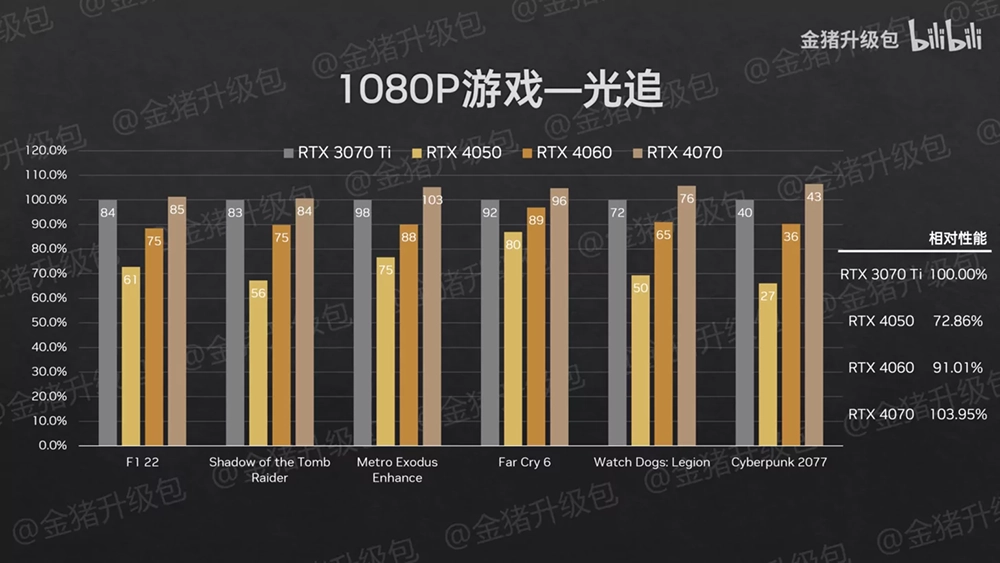 金猪升级包 bilibili
1080P游戏—光追
RTX 3070 Ti RTX 4050 RTX 4060 RTX 4070
120.0%
110.0%
100.0%
90.0%
80.0%
70.0%
60.0%
50.0%
40.0%
30.0%
20.0%
10.0%
0.0%
84 61 75 85
83 56 75 84
98 75 88 103
92 80 89 96
72 50 65 76
40 27 36 43
F1 22
Shadow of the Tomb
Raider
Metro Exodus
Enhance
Far Cry 6
Watch Dogs: Legion
Cyberpunk 2077
相对性能
RTX 3070 Ti 100.00%
RTX 4050 72.86%
RTX 4060 91.01%
RTX 4070 103.95%
@金猪升级包